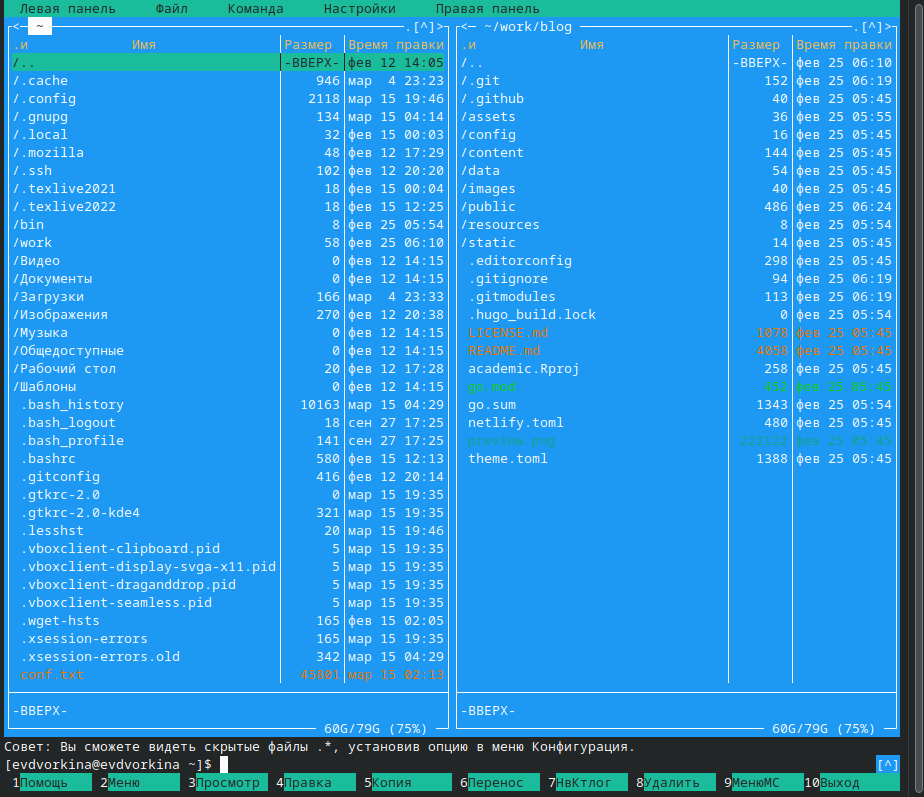 Левая панель Файл Команда Настройки Правая панель
<─ ~ .[^]> <─ ~/work/blog .[^]>
.и Имя Размер Время правки .и Имя Размер Время правки
/.. -ВВЕРХ- фев 12 14:05 /.. -ВВЕРХ- фев 25 06:10
/.cache 946 мар 4 23:23 /.git 152 фев 25 06:19
/.config 2118 мар 15 19:46 /.github 40 фев 25 05:45
/.gnupg 134 мар 15 04:14 /assets 36 фев 25 05:55
/.local 32 фев 15 00:03 /config 16 фев 25 05:45
/.mozilla 48 фев 12 17:29 /content 144 фев 25 05:45
/.ssh 102 фев 12 20:20 /data 54 фев 25 05:45
/.texlive2021 18 фев 15 00:04 /images 40 фев 25 05:45
/.texlive2022 18 фев 15 12:25 /public 486 фев 25 06:24
/bin 8 фев 25 05:54 /resources 8 фев 25 05:54
/work 58 фев 25 06:10 /static 14 фев 25 05:45
/Видео 0 фев 12 14:15 .editorconfig 298 фев 25 05:45
/Документы 0 фев 12 14:15 .gitignore 94 фев 25 06:19
/Загрузки 166 мар 4 23:33 .gitmodules 113 фев 25 06:19
/Изображения 270 фев 12 20:38 .hugo_build.lock 0 фев 25 05:54
/Музыка 0 фев 12 14:15 LICENSE.md 1078 фев 25 05:45
/Общедоступные 0 фев 12 14:15 README.md 4058 фев 25 05:45
/Рабочий стол 20 фев 12 17:28 academic.Rproj 258 фев 25 05:45
/Шаблоны 0 фев 12 14:15 go.mod фев 25 05:45
.bash_history 10163 мар 15 04:29 go.sum 1343 фев 25 05:54
.bash_logout 18 сен 27 17:25 netlify.toml 480 фев 25 05:45
.bash_profile 141 сен 27 17:25 preview.png фев 25 05:45
.bashrc 580 фев 15 12:13 theme.toml 1388 фев 25 05:45
.gitconfig 416 фев 12 20:14
.gtkrc-2.0 0 мар 15 19:35
.gtkrc-2.0-kde4 321 мар 15 19:35
.lesshst 20 мар 15 19:46
.vboxclient-clipboard.pid 5 мар 15 19:35
.vboxclient-display-svga-x11.pid 5 мар 15 19:35
.vboxclient-draganddrop.pid 5 мар 15 19:35
.vboxclient-seamless.pid 5 мар 15 19:35
.wget-hsts 165 фев 15 02:05
.xsession-errors 165 мар 15 19:35
.xsession-errors.old 342 мар 15 04:29
conf.txt 45801 мар 15 02:13
-ВВЕРХ- -ВВЕРХ-
60G/79G (75%) 60G/79G (75%)
Совет: Вы сможете видеть скрытые файлы .*, установив опцию в меню Конфигурация.
[evdvorkina@evdvorkina ~]$ [^]
1Помощь 2Меню 3Просмотр 4Правка 5Копия 6Перенос 7НвКтлог 8Удалить 9МенюМС 10Выход